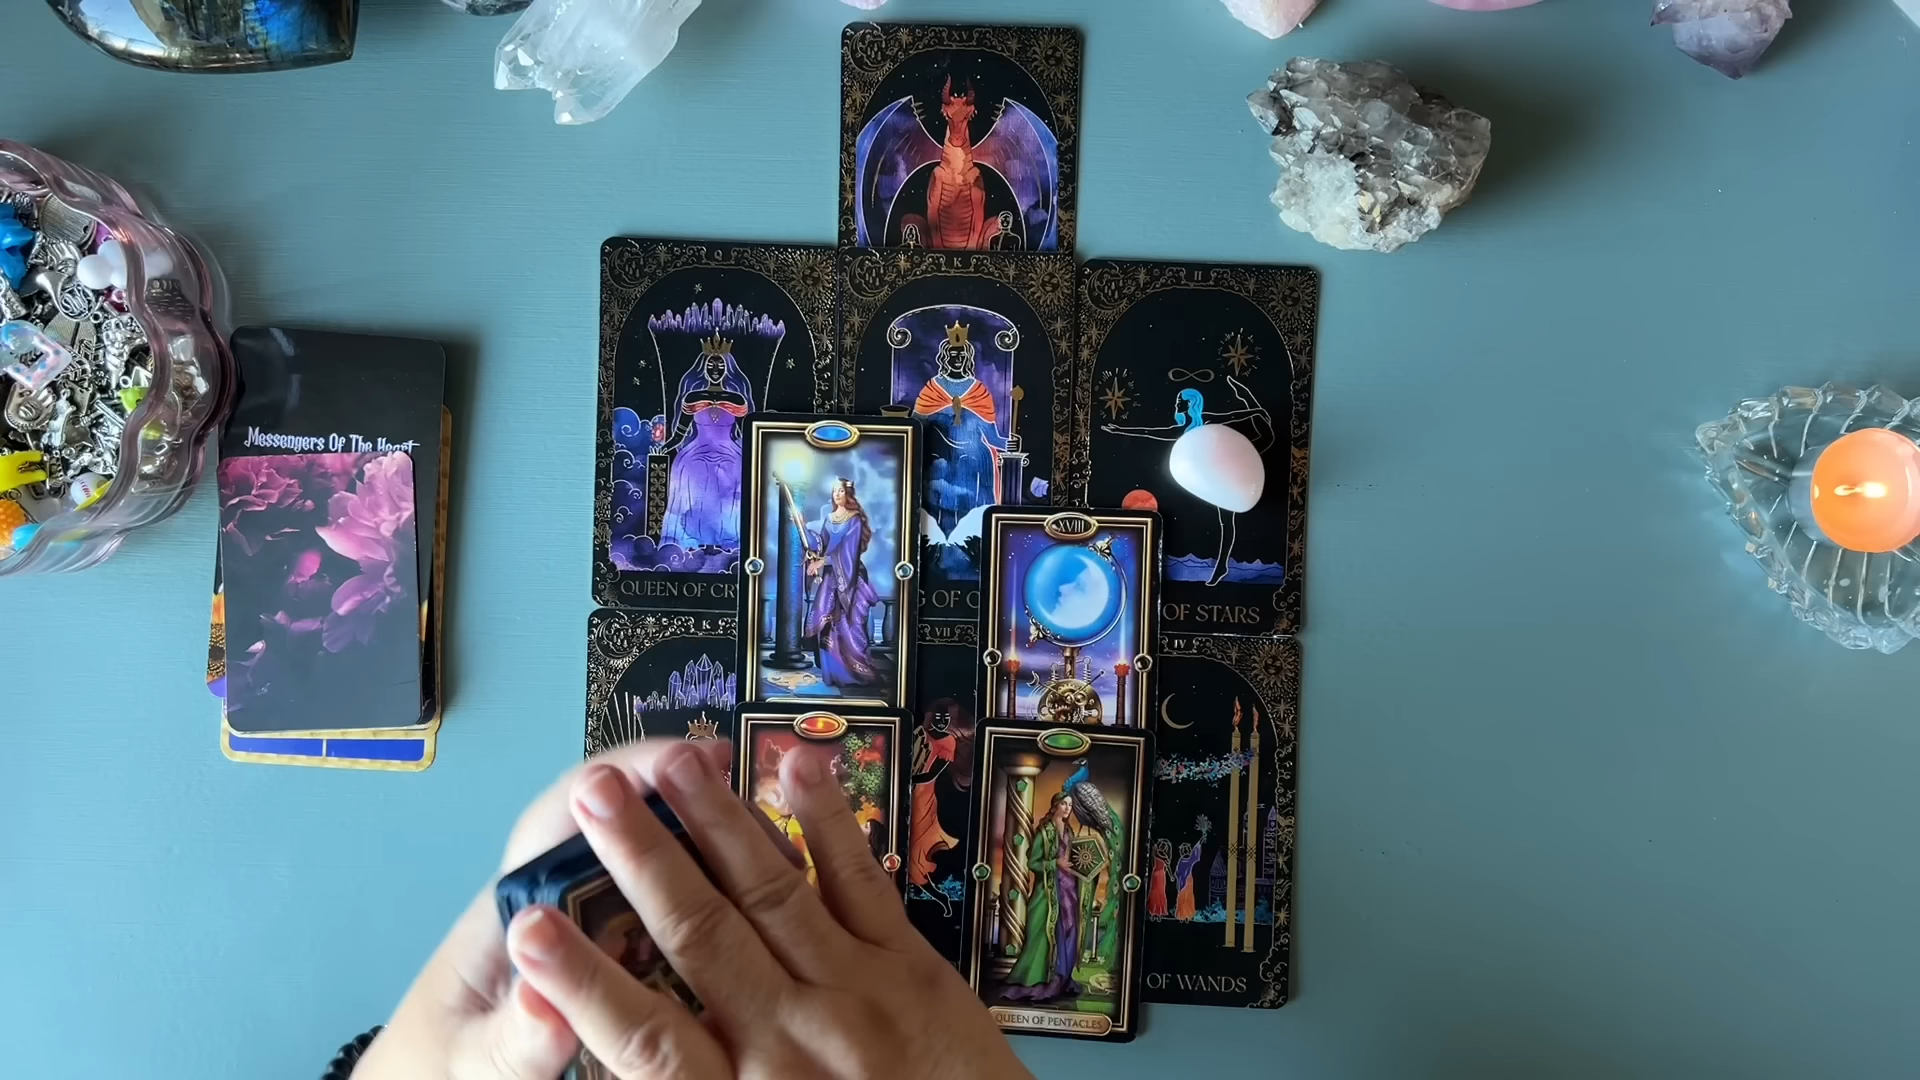 XV
Q
K
II
Messengers Of The Heart
XVIII
QUEEN OF CR
G OF C
OF STARS
K
VII
IV
OF WANDS
QUEEN OF PENTACLES